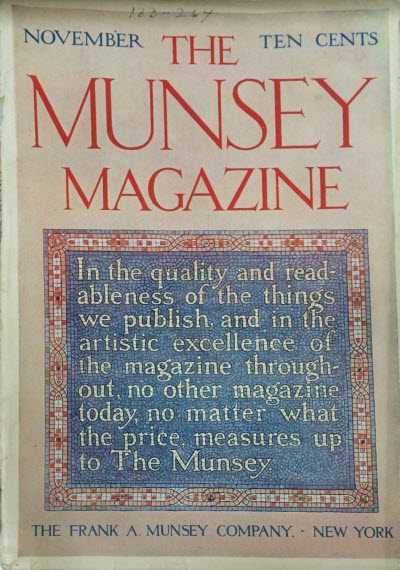 166-267
NOVEMBER THE TEN CENTS
MUNSEY
MAGAZINE
In the quality and read-
ableness of the things
we publish, and in the
artistic excellence of
the magazine through-
out, no other magazine
today, no matter what
the price, measures up
to The Munsey.
THE FRANK A. MUNSEY COMPANY. · NEW YORK